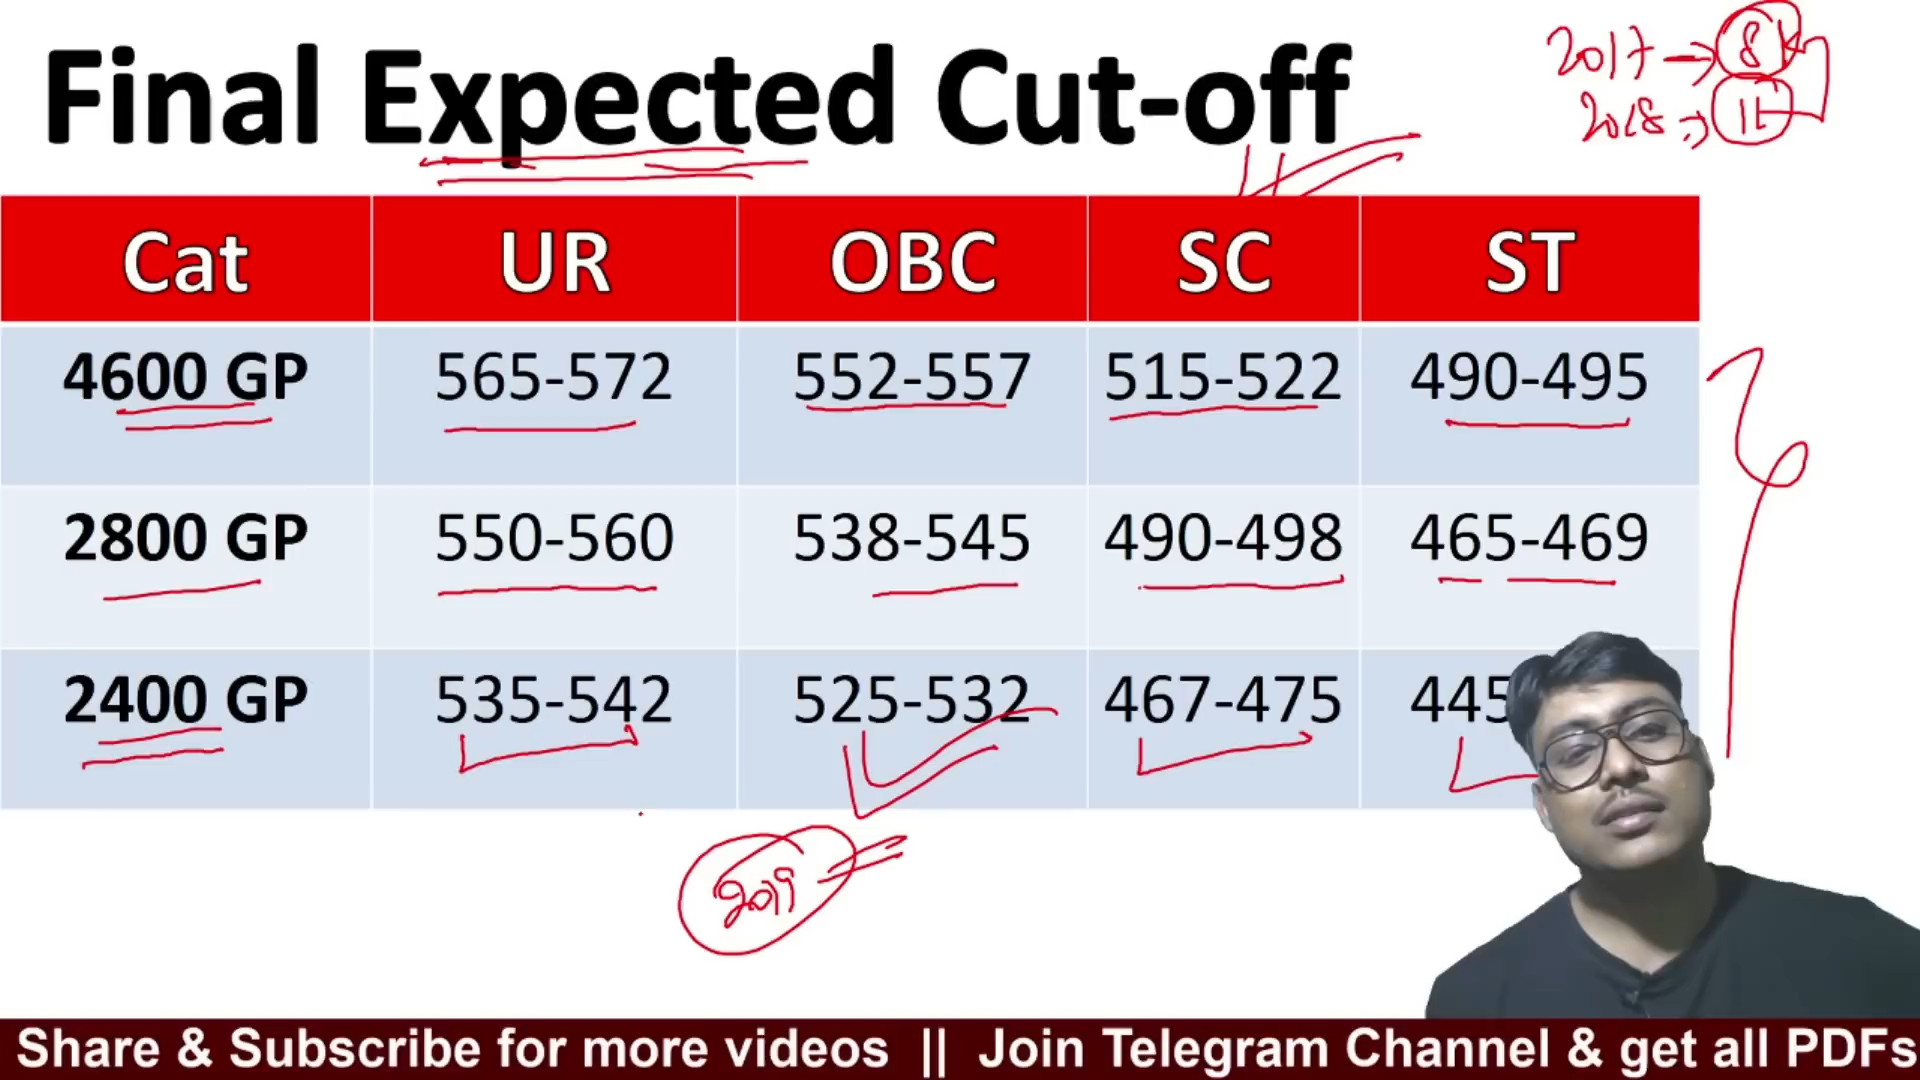 Final Expected Cut-off
2017 → 8k
2018 → 11
Cat UR OBC SC ST
4600 GP 565-572 552-557 515-522 490-495
2800 GP 550-560 538-545 490-498 465-469
2400 GP 535-542 525-532 467-475 445
2019
Share & Subscribe for more videos || Join Telegram Channel & get all PDFs